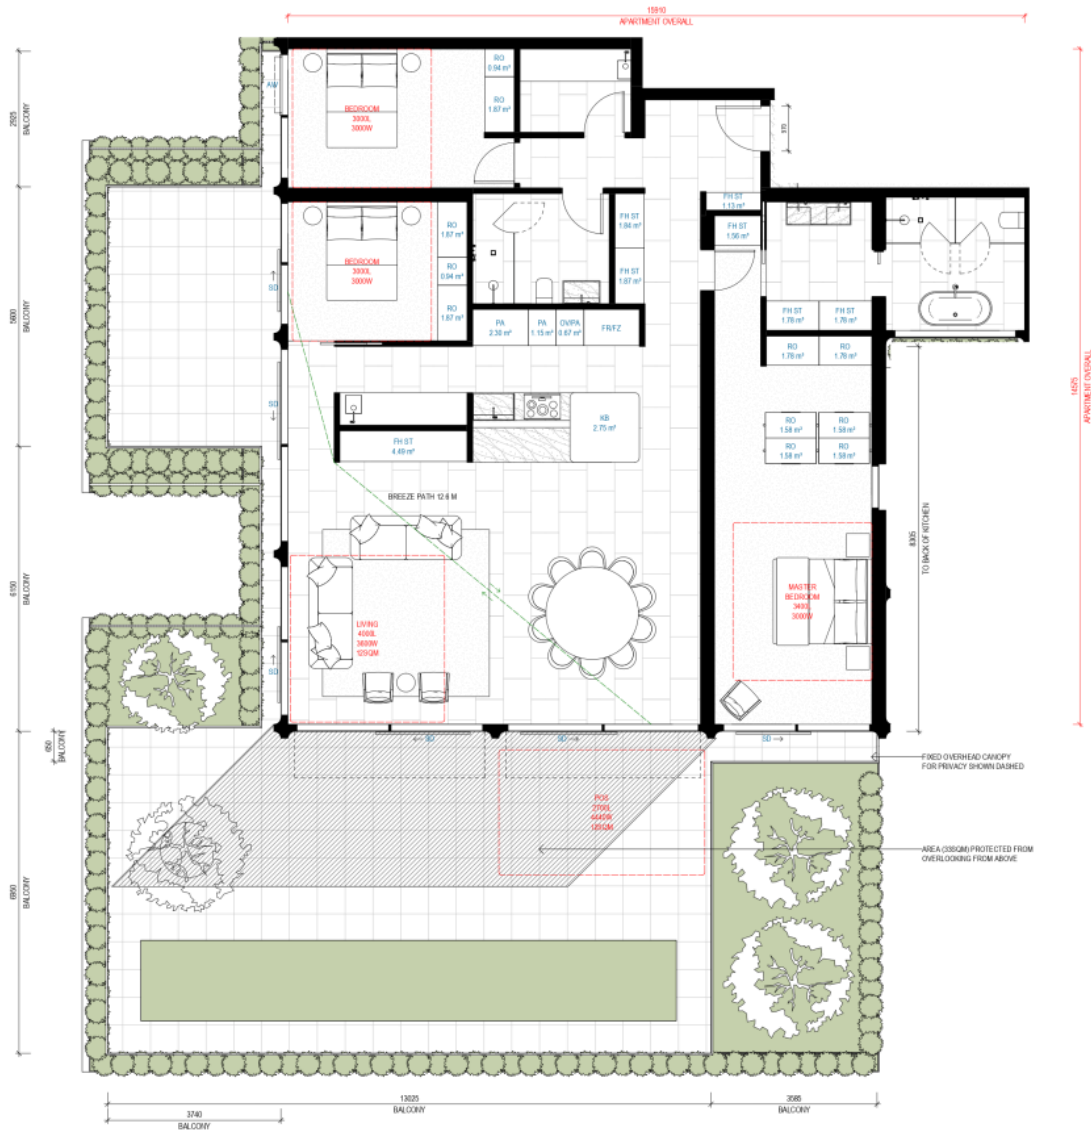 15910
APARTMENT OVERALL
2925
BALCONY
AW
BEDROOM
3000L
3000W
RO
0.94 m²
RO
1.87 m²
970
14575
APARTMENT OVERALL
5600
BALCONY
SD
BEDROOM
3000L
3000W
RO
1.87 m²
RO
0.94 m²
RO
1.87 m²
FH ST
1.84 m²
FH ST
1.87 m²
FH ST
1.13 m²
FH ST
1.56 m²
FH ST
1.78 m²
FH ST
1.78 m²
PA
2.30 m²
PA
1.15 m²
OV/PA
0.67 m²
FR/FZ
RO
1.78 m²
RO
1.78 m²
SD
KB
2.75 m²
FH ST
4.49 m²
RO
1.58 m²
RO
1.58 m²
RO
1.58 m²
RO
1.58 m²
BREEZE PATH 12.6 M
8305
TO BACK OF KITCHEN
6150
BALCONY
LIVING
4000L
3600W
12SQM
MASTER
BEDROOM
3400L
3000W
SD
650
BALCONY
SD
SD
SD
FIXED OVERHEAD CANOPY
FOR PRIVACY SHOWN DASHED
POS
2700L
4440W
12SQM
AREA (33SQM) PROTECTED FROM
OVERLOOKING FROM ABOVE
6950
BALCONY
13025
BALCONY
3585
BALCONY
3740
BALCONY